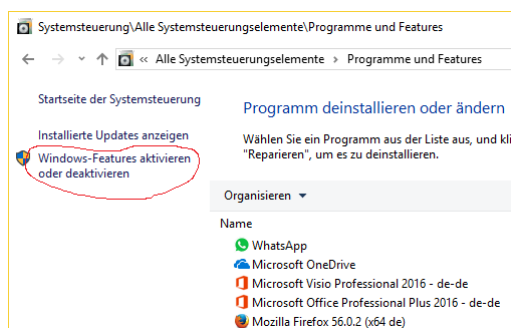 Systemsteuerung\Alle Systemsteuerungselemente\Programme und Features
« Alle Systemsteuerungselemente > Programme und Features
Startseite der Systemsteuerung
Installierte Updates anzeigen
Windows-Features aktivieren
oder deaktivieren
Programm deinstallieren oder ändern
Wählen Sie ein Programm aus der Liste aus, und
"Reparieren", um es zu deinstallieren.
Organisieren
Name
WhatsApp
Microsoft OneDrive
Microsoft Visio Professional 2016 - de-de
Microsoft Office Professional Plus 2016 - de-de
Mozilla Firefox 56.0.2 (x64 de)